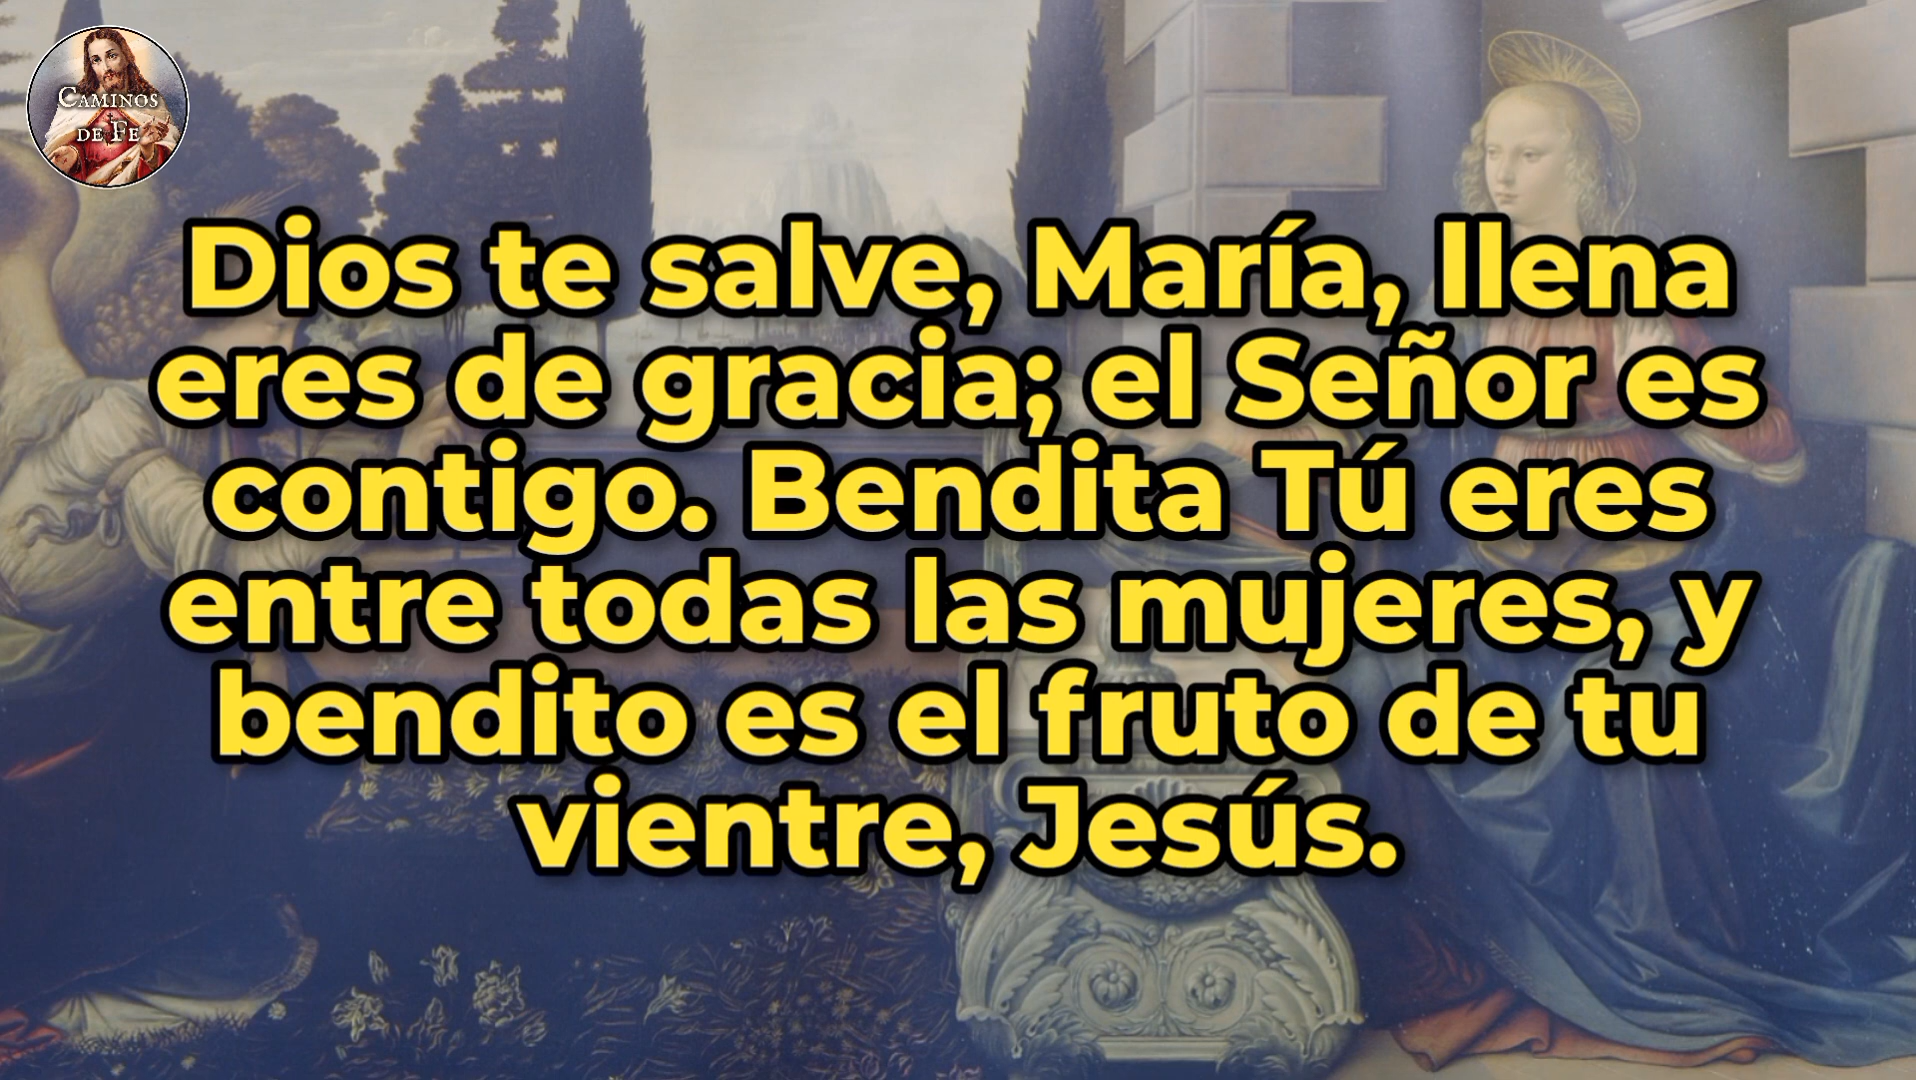 CAMINOS
DE FE
Dios te salve, María, llena
eres de gracia; el Señor es
contigo. Bendita Tú eres
entre todas las mujeres, y
bendito es el fruto de tu
vientre, Jesús.